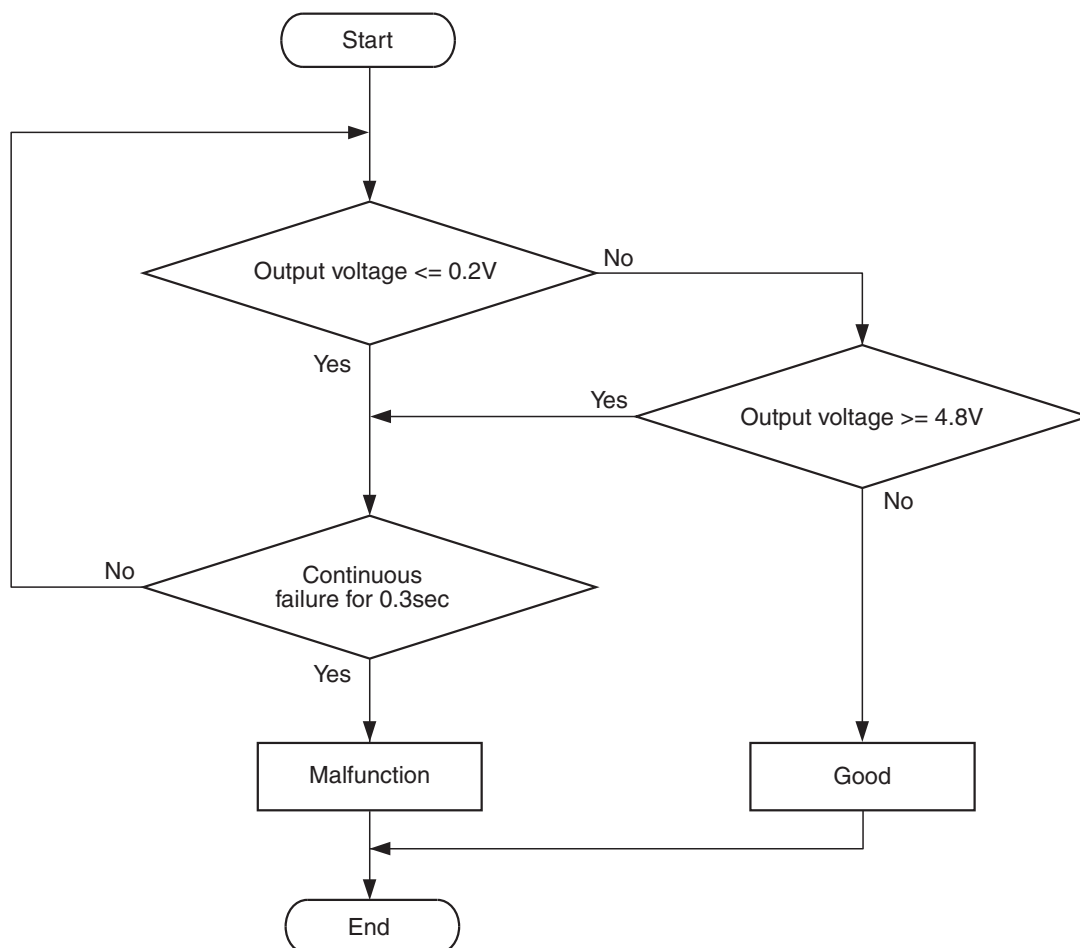 Start
Output voltage <= 0.2V
No
Yes
Yes
Output voltage >= 4.8V
No
No
Continuous
failure for 0.3sec
Yes
Malfunction
Good
End